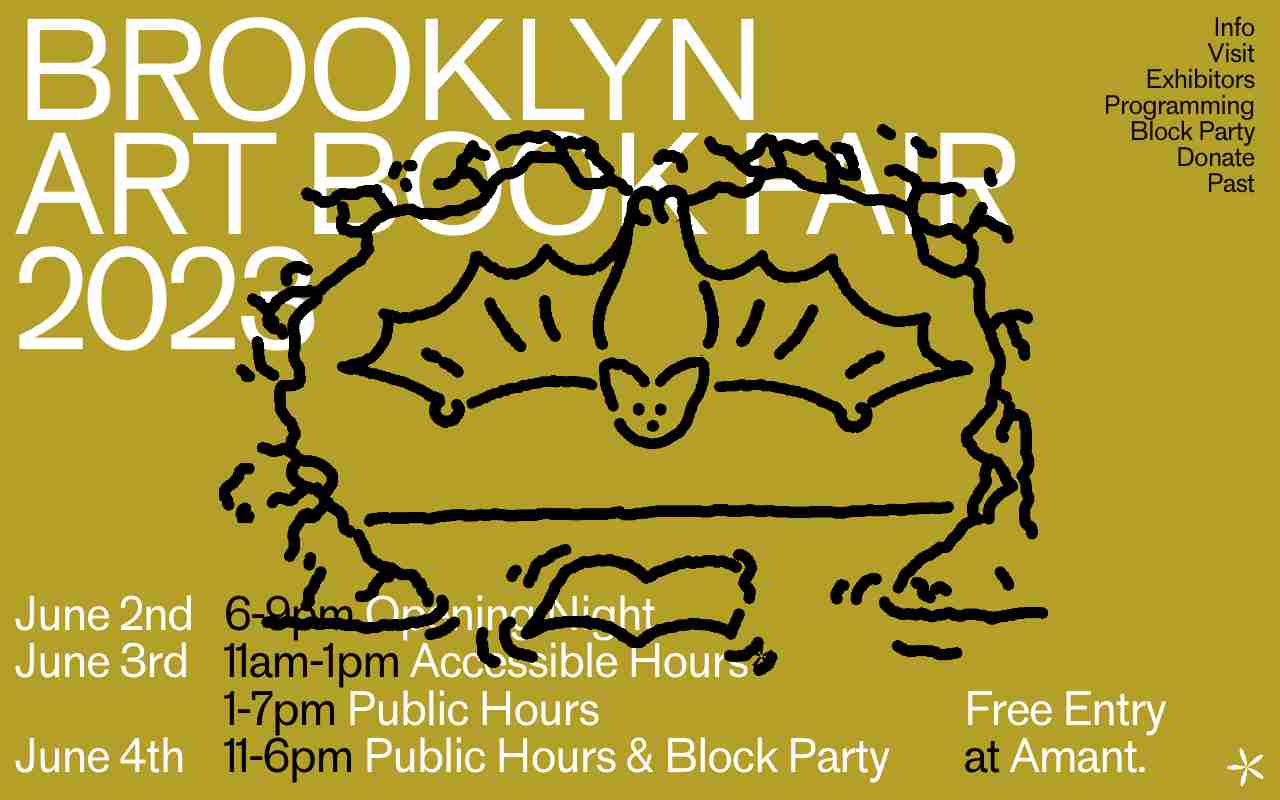 BROOKLYN
ART BOOK FAIR
2023
Info
Visit
Exhibitors
Programming
Block Party
Donate
Past
June 2nd 6-9pm Opening Night
June 3rd 11am-1pm Accessible Hours*
1-7pm Public Hours
June 4th 11-6pm Public Hours & Block Party
Free Entry
at Amant.